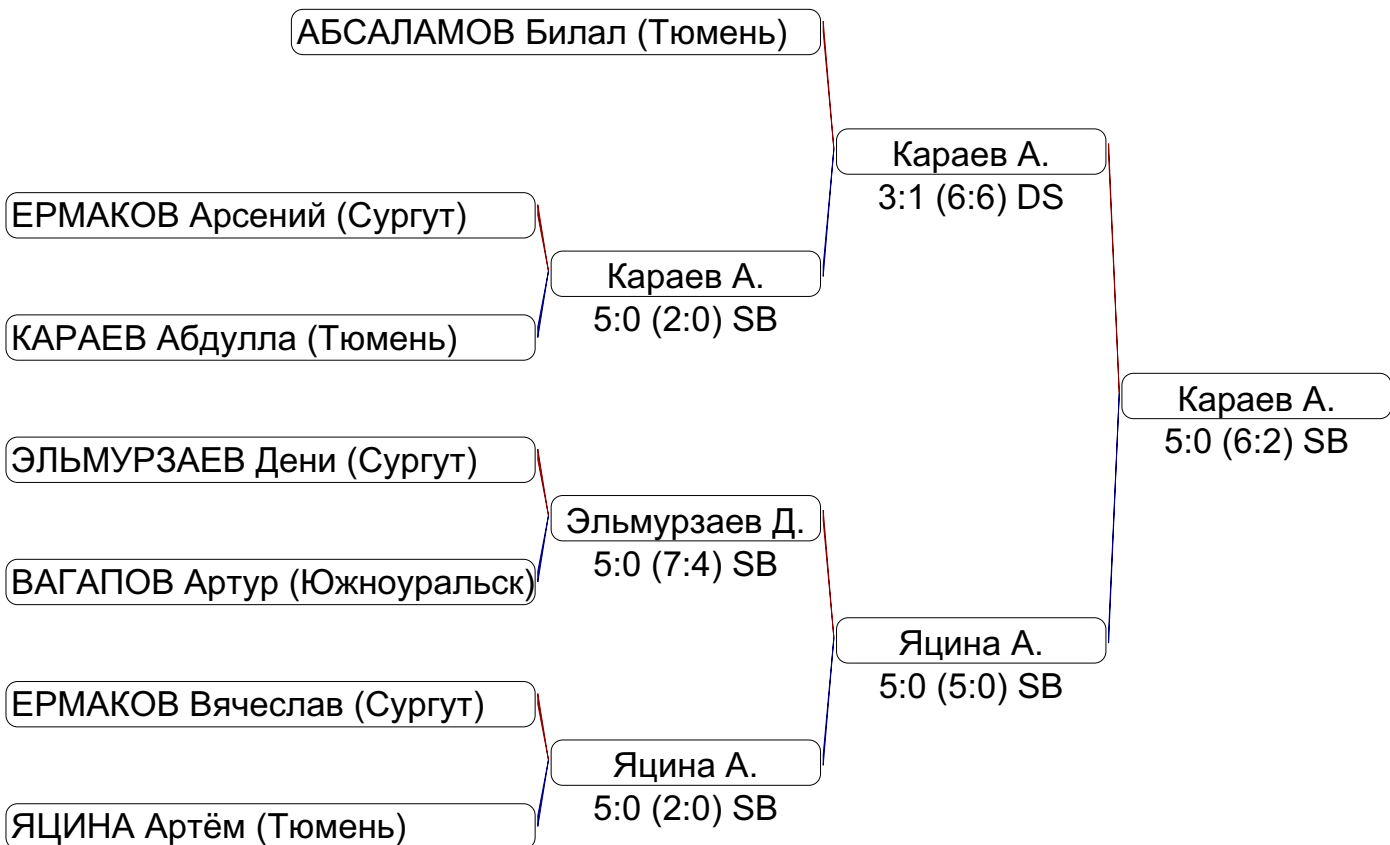 АБСАЛАМОВ Билал (Тюмень)
Караев А.
3:1 (6:6) DS
ЕРМАКОВ Арсений (Сургут)
Караев А.
5:0 (2:0) SB
КАРАЕВ Абдулла (Тюмень)
Караев А.
5:0 (6:2) SB
ЭЛЬМУРЗАЕВ Дени (Сургут)
Эльмурзаев Д.
5:0 (7:4) SB
ВАГАПОВ Артур (Южноуральск)
Яцина А.
5:0 (5:0) SB
ЕРМАКОВ Вячеслав (Сургут)
Яцина А.
5:0 (2:0) SB
ЯЦИНА Артём (Тюмень)